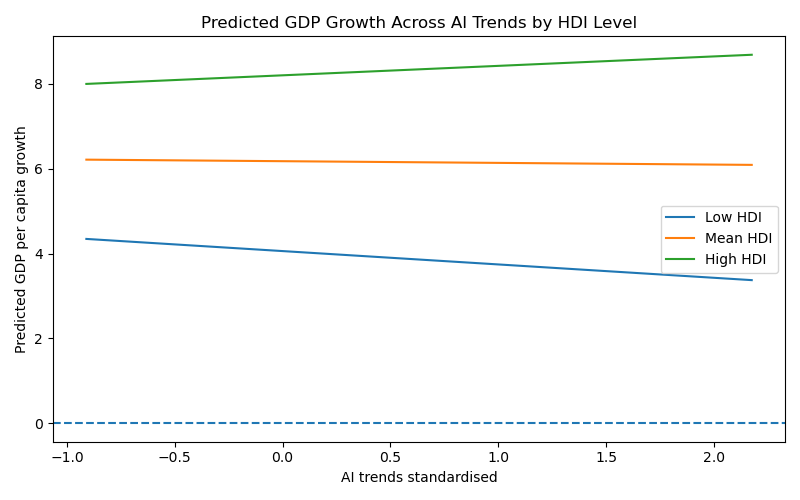 Predicted GDP Growth Across AI Trends by HDI Level
Predicted GDP per capita growth
8
6
4
2
0
Low HDI
Mean HDI
High HDI
−1.0 −0.5 0.0 0.5 1.0 1.5 2.0
AI trends standardised